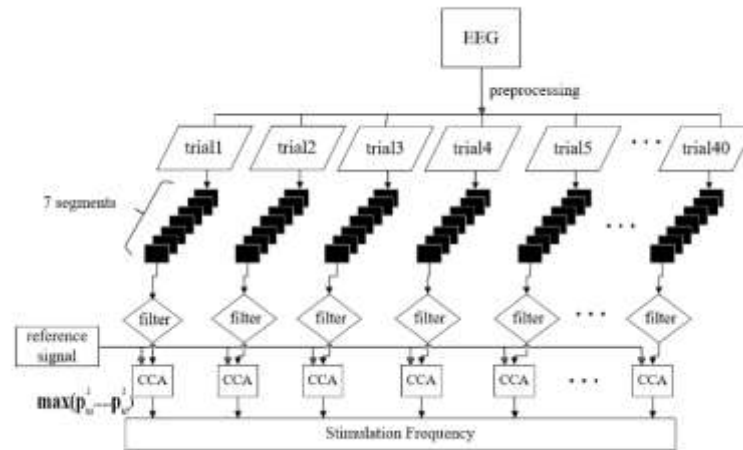 EEG
preprocessing
trial1 trial2 trial3 trial4 trial5 ... trial40
7 segments
...
filter filter filter filter filter ... filter
reference
signal
CCA CCA CCA CCA CCA ... CCA
Stimulation Frequency